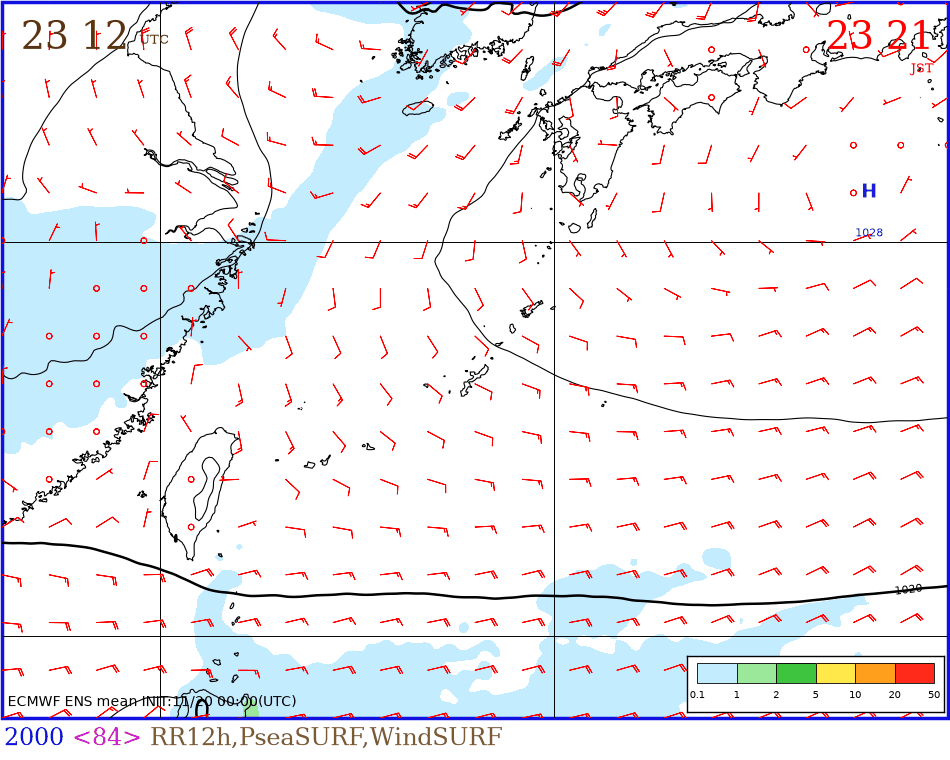 23 12 UTC
23 21
JST
H
1028
1020
0.1 1 2 5 10 20 50
ECMWF ENS mean INIT:11/20 00:00(UTC)
0
2000 <84> RR12h,PseaSURF,WindSURF